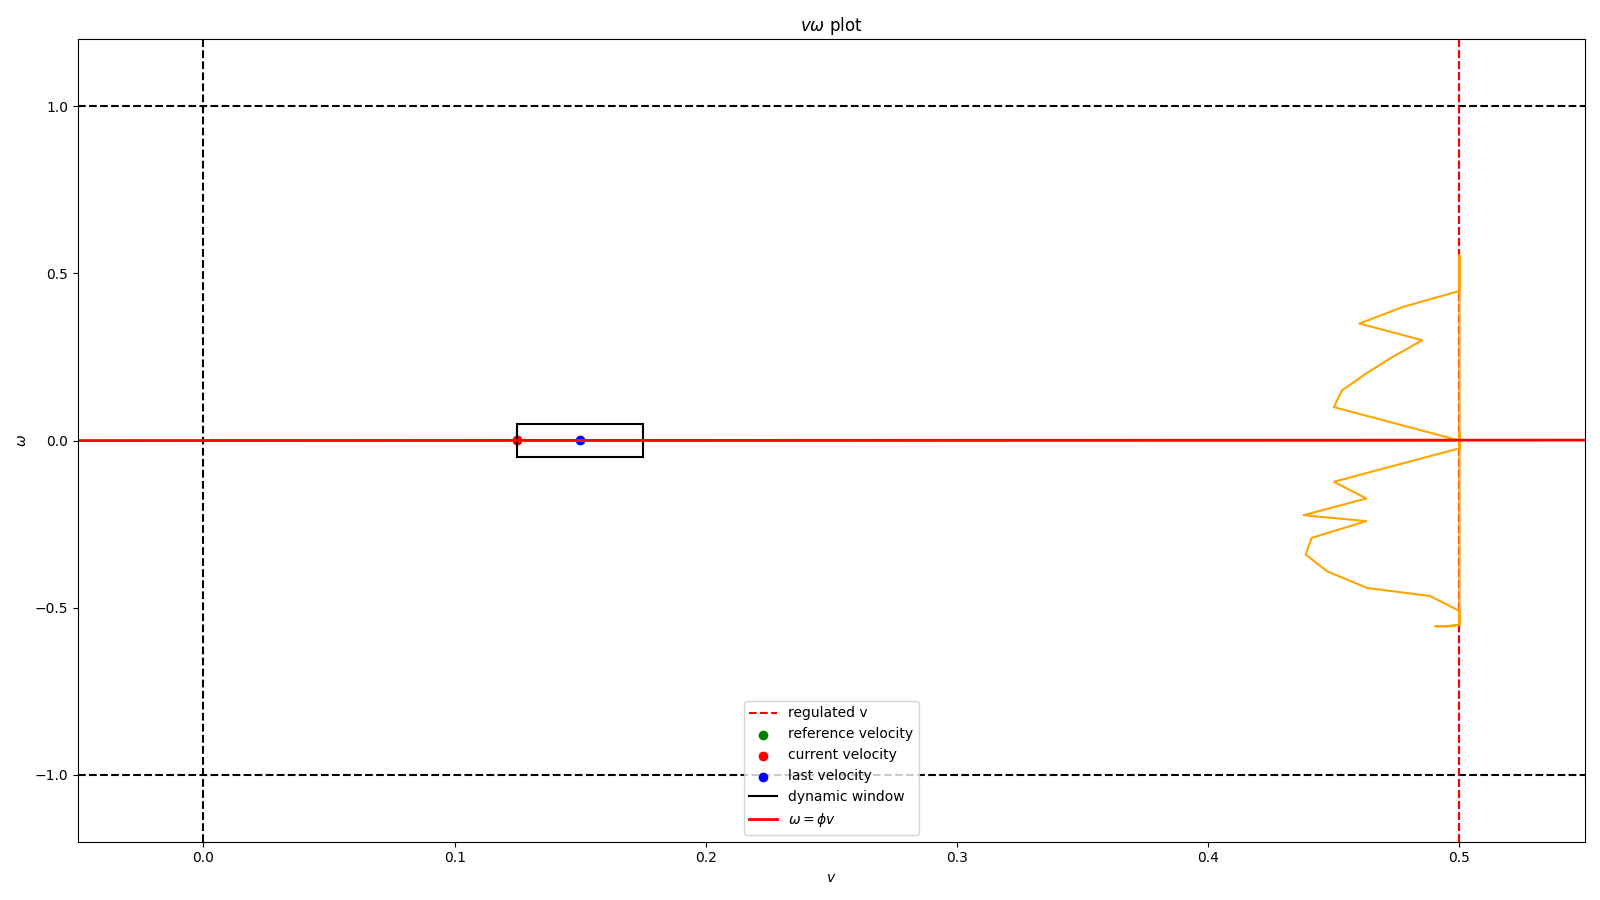 vω plot
1.0
0.5
0.0
−0.5
−1.0
ω
0.0
0.1
0.2
0.3
0.4
0.5
v
regulated v
reference velocity
current velocity
last velocity
dynamic window
ω = ϕv